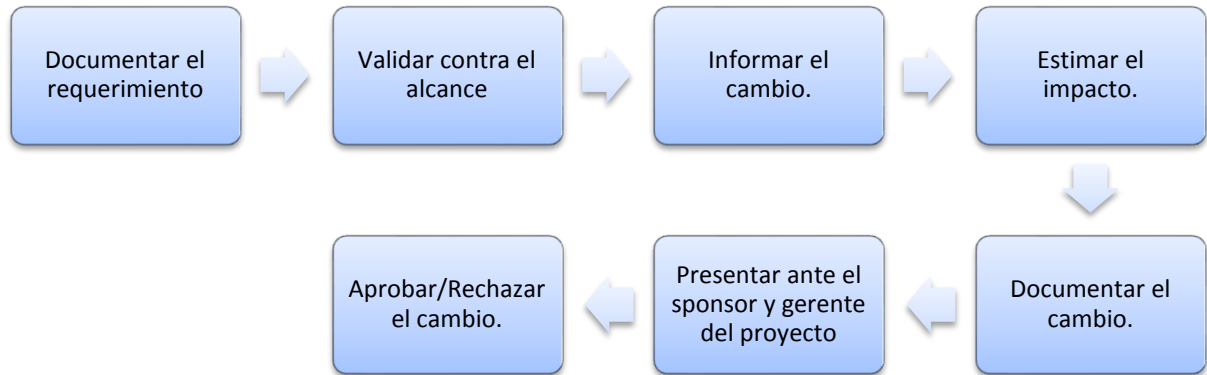 Documentar el
requerimiento
Validar contra el
alcance
Informar el
cambio.
Estimar el
impacto.
Documentar el
cambio.
Presentar ante el
sponsor y gerente
del proyecto
Aprobar/Rechazar
el cambio.